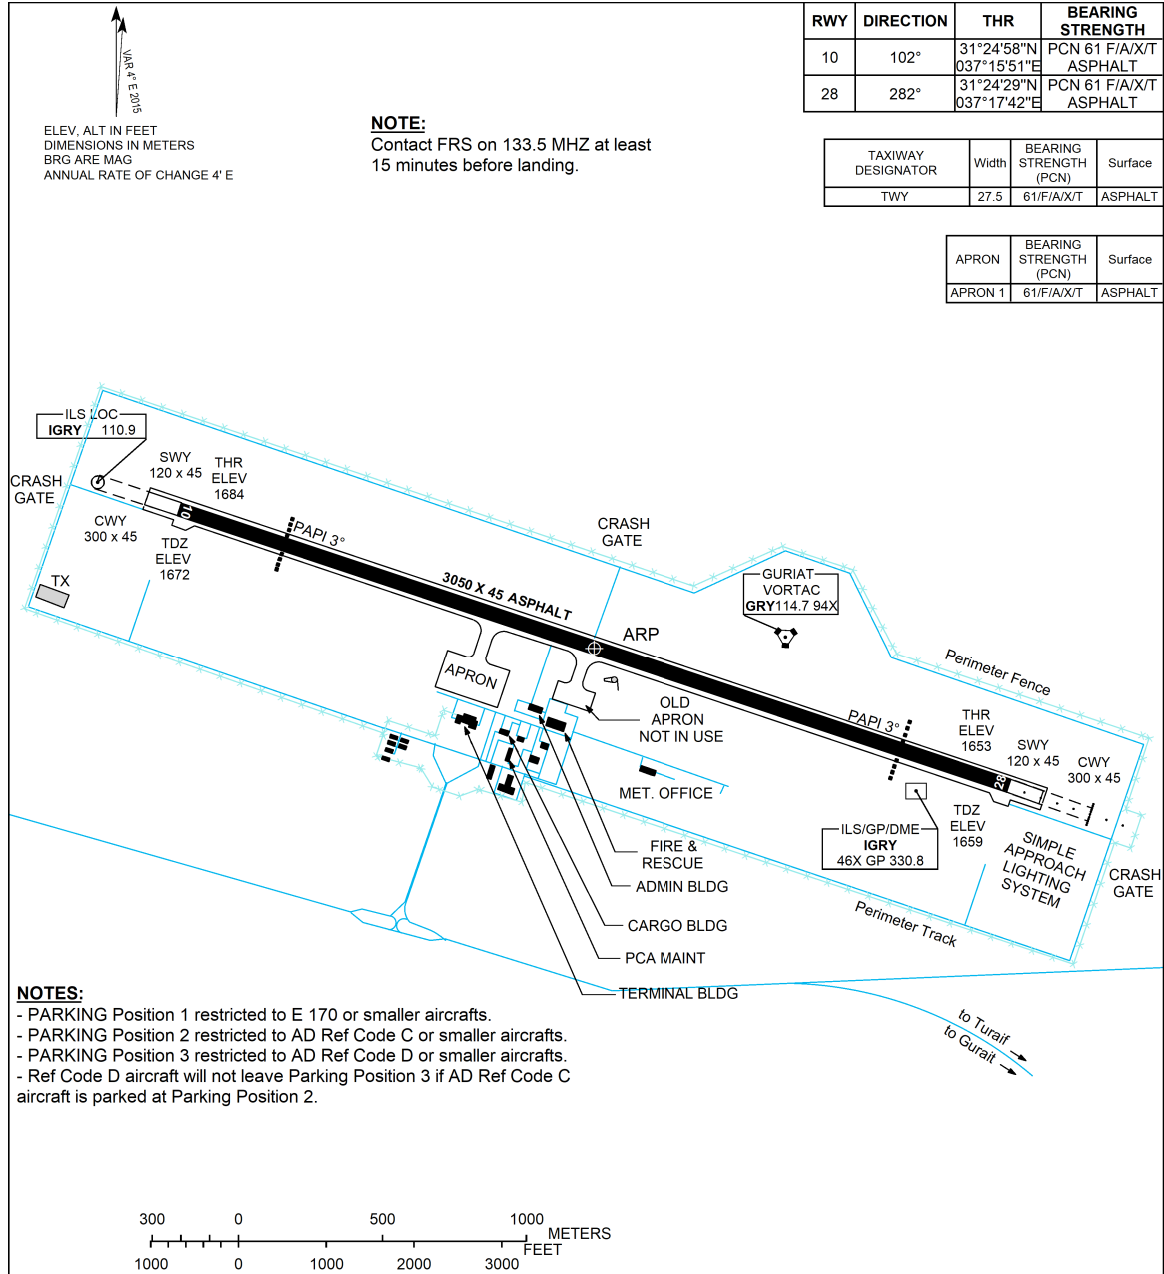 RWY DIRECTION THR BEARING STRENGTH
10 102° 31°24'58"N 037°15'51"E PCN 61 F/A/X/T ASPHALT
28 282° 31°24'29"N 037°17'42"E PCN 61 F/A/X/T ASPHALT
VAR 4° E 2015
ELEV, ALT IN FEET
DIMENSIONS IN METERS
BRG ARE MAG
ANNUAL RATE OF CHANGE 4' E
NOTE:
Contact FRS on 133.5 MHZ at least
15 minutes before landing.
TAXIWAY DESIGNATOR Width BEARING STRENGTH (PCN) Surface
TWY 27.5 61/F/A/X/T ASPHALT
APRON BEARING STRENGTH (PCN) Surface
APRON 1 61/F/A/X/T ASPHALT
ILS LOC
IGRY 110.9
CRASH
GATE
SWY
120 x 45
THR
ELEV
1684
10
CWY
300 x 45
TDZ
ELEV
1672
TX
PAPI 3°
3050 X 45 ASPHALT
CRASH
GATE
ARP
GURIAT
VORTAC
GRY114.7 94X
Perimeter Fence
APRON
OLD
APRON
NOT IN USE
PAPI 3°
THR
ELEV
1653
SWY
120 x 45
CWY
300 x 45
28
MET. OFFICE
ILS/GP/DME
IGRY
46X GP 330.8
TDZ
ELEV
1659
SIMPLE
APPROACH
LIGHTING
SYSTEM
CRASH
GATE
FIRE &
RESCUE
ADMIN BLDG
CARGO BLDG
PCA MAINT
TERMINAL BLDG
Perimeter Track
to Turaif
to Gurait
NOTES:
- PARKING Position 1 restricted to E 170 or smaller aircrafts.
- PARKING Position 2 restricted to AD Ref Code C or smaller aircrafts.
- PARKING Position 3 restricted to AD Ref Code D or smaller aircrafts.
- Ref Code D aircraft will not leave Parking Position 3 if AD Ref Code C
aircraft is parked at Parking Position 2.
300 0 500 1000
METERS
FEET
1000 0 1000 2000 3000